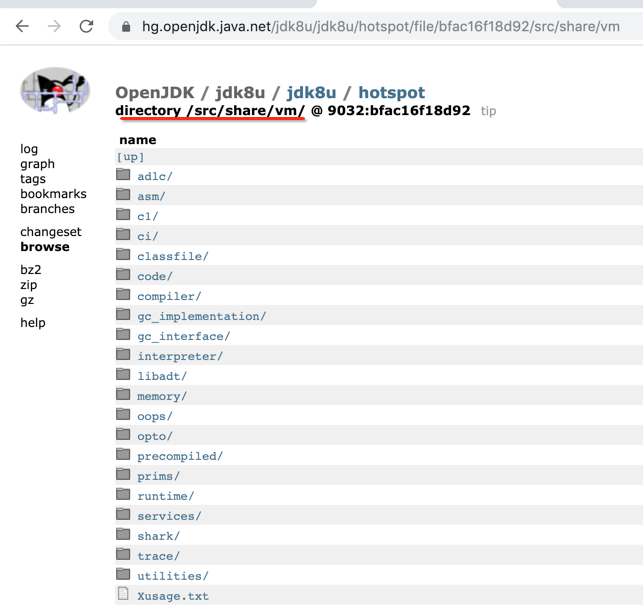 hg.openjdk.java.net/jdk8u/jdk8u/hotspot/file/bfac16f18d92/src/share/vm
OpenJDK / jdk8u / jdk8u / hotspot
directory /src/share/vm/ @ 9032:bfac16f18d92 tip
log
graph
tags
bookmarks
branches
changeset
browse
bz2
zip
gz
help
name
[up]
adlc/
asm/
c1/
ci/
classfile/
code/
compiler/
gc_implementation/
gc_interface/
interpreter/
libadt/
memory/
oops/
opto/
precompiled/
prims/
runtime/
services/
shark/
trace/
utilities/
Xusage.txt